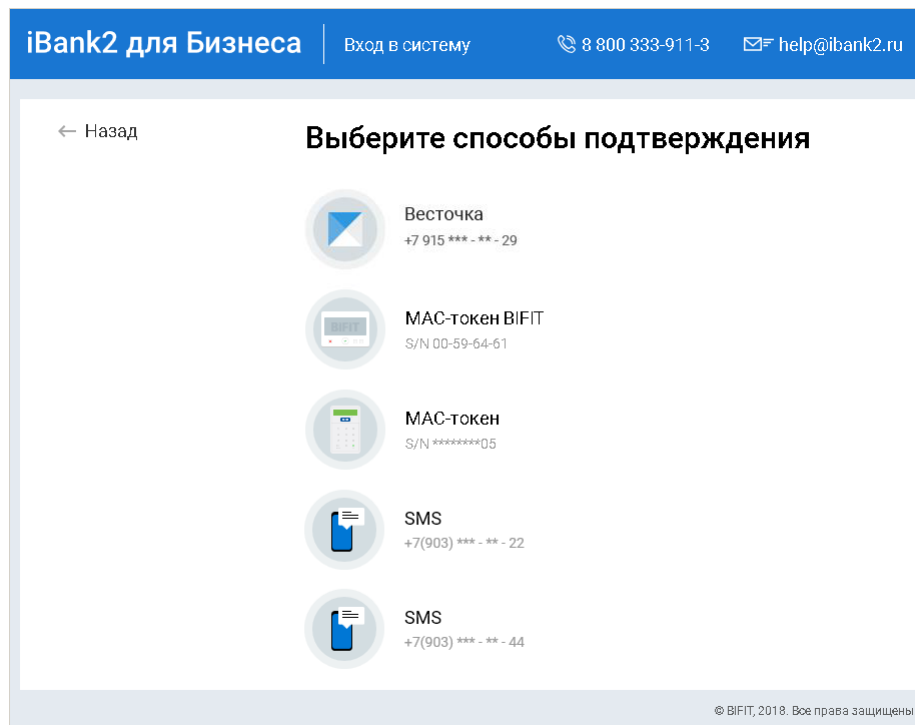 iBank2 для Бизнеса
Вход в систему
8 800 333-911-3
help@ibank2.ru
← Назад
Выберите способы подтверждения
Весточка
+7 915 *** - ** - 29
BIFIT
MAC-токен BIFIT
S/N 00-59-64-61
MAC-токен
S/N ********05
SMS
+7(903) *** - ** - 22
SMS
+7(903) *** - ** - 44
© BIFIT, 2018. Все права защищены